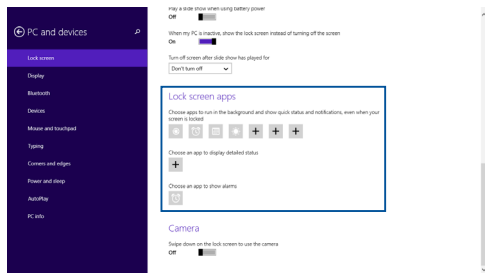 PC and devices
Lock screen
Display
Bluetooth
Devices
Mouse and touchpad
Typing
Corners and edges
Power and sleep
AutoPlay
PC info
Play a slide show when using battery power
Off
When my PC is inactive, show the lock screen instead of turning off the screen
On
Turn off screen after slide show has played for
Don't turn off
Lock screen apps
Choose apps to run in the background and show quick status and notifications, even when your
screen is locked
Choose an app to display detailed status
Choose an app to show alarms
Camera
Swipe down on the lock screen to use the camera
Off